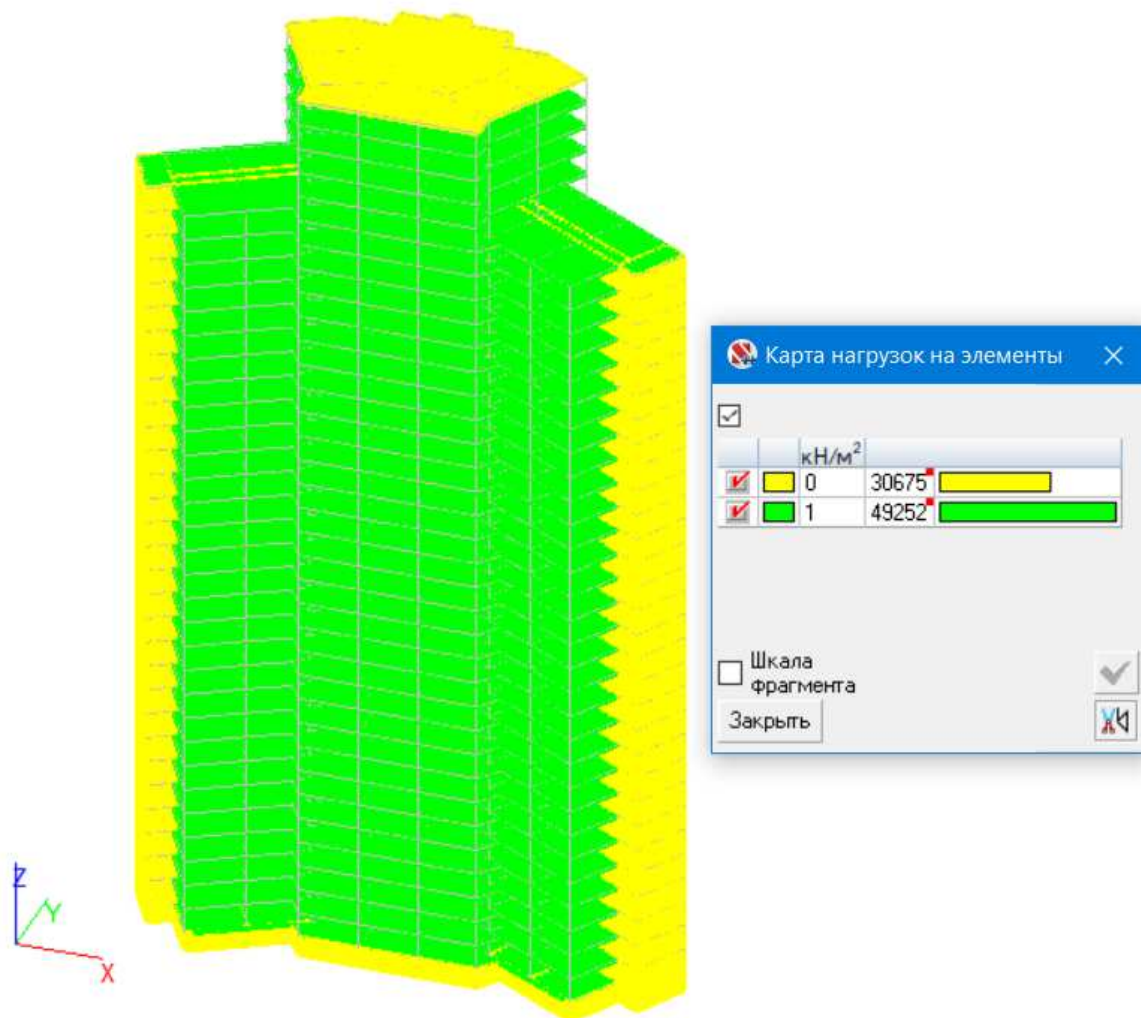 Карта нагрузок на элементы
кН/м²
0 30675
1 49252
Шкала
фрагмента
Закрыть
Z
Y
X